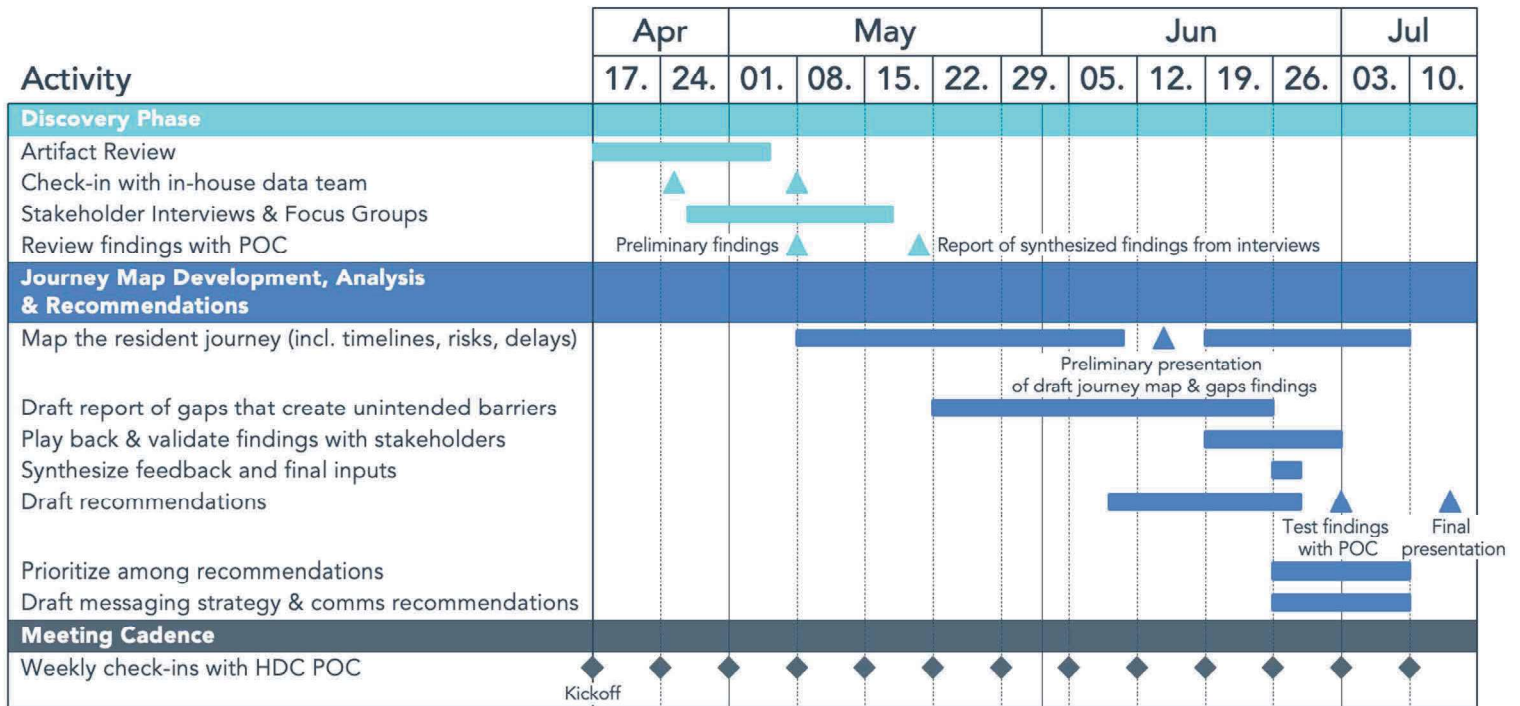 Apr May Jun Jul
Activity 17. 24. 01. 08. 15. 22. 29. 05. 12. 19. 26. 03. 10.
Discovery Phase
Artifact Review
Check-in with in-house data team
Stakeholder Interviews & Focus Groups
Review findings with POC Preliminary findings Report of synthesized findings from interviews
Journey Map Development, Analysis
& Recommendations
Map the resident journey (incl. timelines, risks, delays)
Preliminary presentation
of draft journey map & gaps findings
Draft report of gaps that create unintended barriers
Play back & validate findings with stakeholders
Synthesize feedback and final inputs
Draft recommendations
Test findings
with POC
Final
presentation
Prioritize among recommendations
Draft messaging strategy & comms recommendations
Meeting Cadence
Weekly check-ins with HDC POC
Kickoff